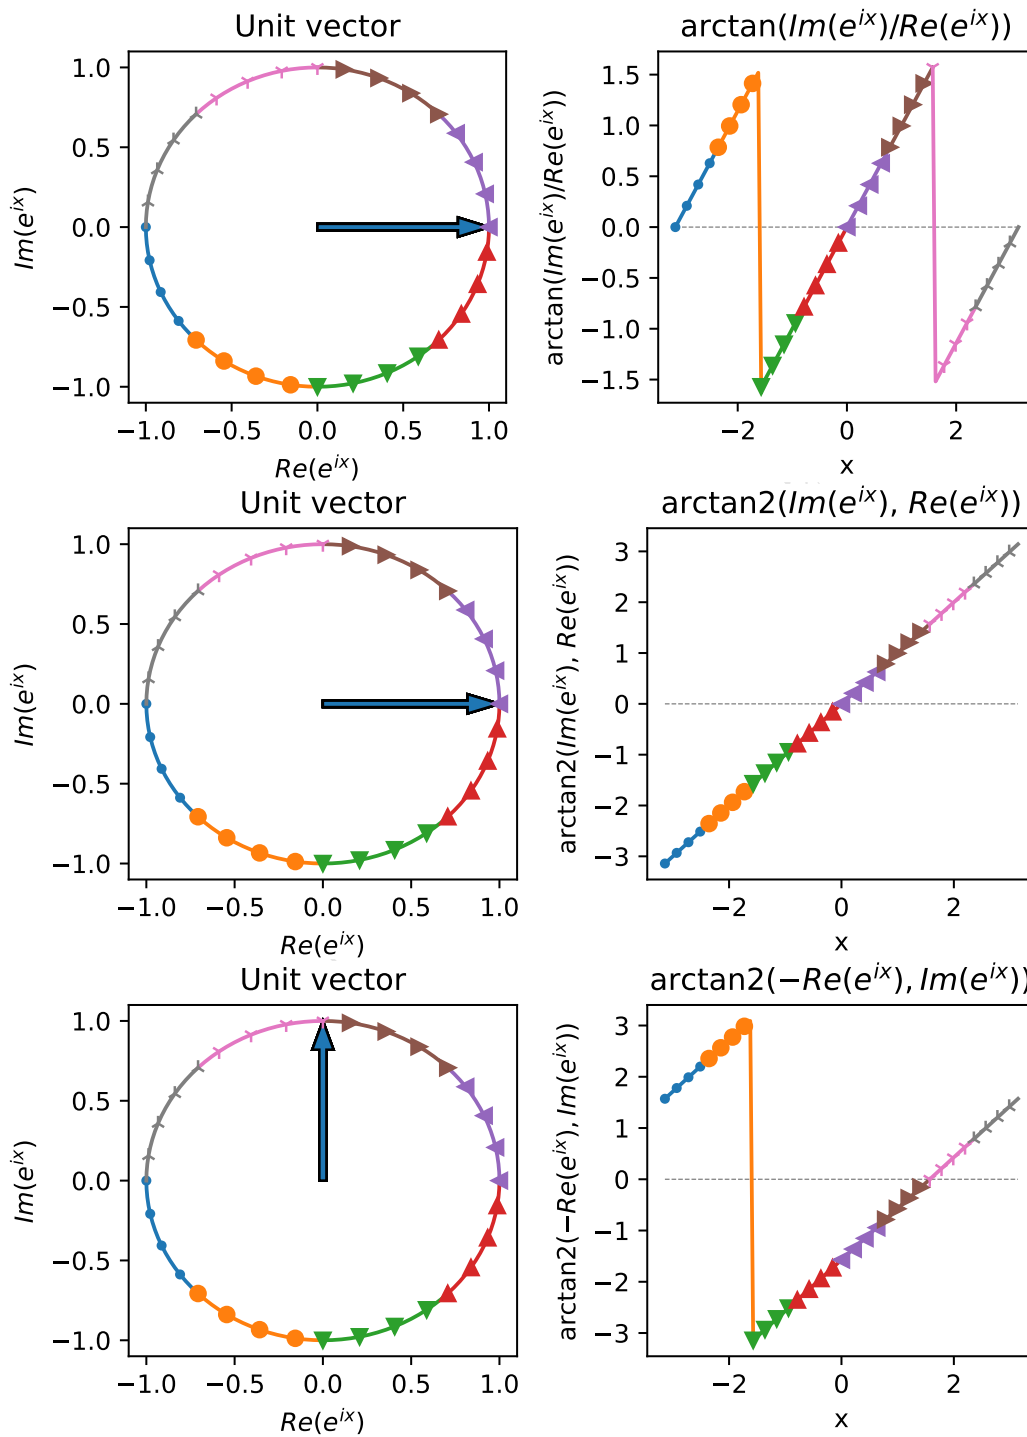 Unit vector
arctan(Im(e^{ix})/Re(e^{ix}))
Im(e^{ix})
1.0
0.5
0.0
−0.5
−1.0
−1.0 −0.5 0.0 0.5 1.0
Re(e^{ix})
arctan(Im(e^{ix})/Re(e^{ix}))
1.5
1.0
0.5
0.0
−0.5
−1.0
−1.5
−2 0 2
x
Unit vector
arctan2(Im(e^{ix}), Re(e^{ix}))
Im(e^{ix})
1.0
0.5
0.0
−0.5
−1.0
−1.0 −0.5 0.0 0.5 1.0
Re(e^{ix})
arctan2(Im(e^{ix}), Re(e^{ix}))
3
2
1
0
−1
−2
−3
−2 0 2
x
Unit vector
arctan2(−Re(e^{ix}), Im(e^{ix}))
Im(e^{ix})
1.0
0.5
0.0
−0.5
−1.0
−1.0 −0.5 0.0 0.5 1.0
Re(e^{ix})
arctan2(−Re(e^{ix}), Im(e^{ix}))
3
2
1
0
−1
−2
−3
−2 0 2
x